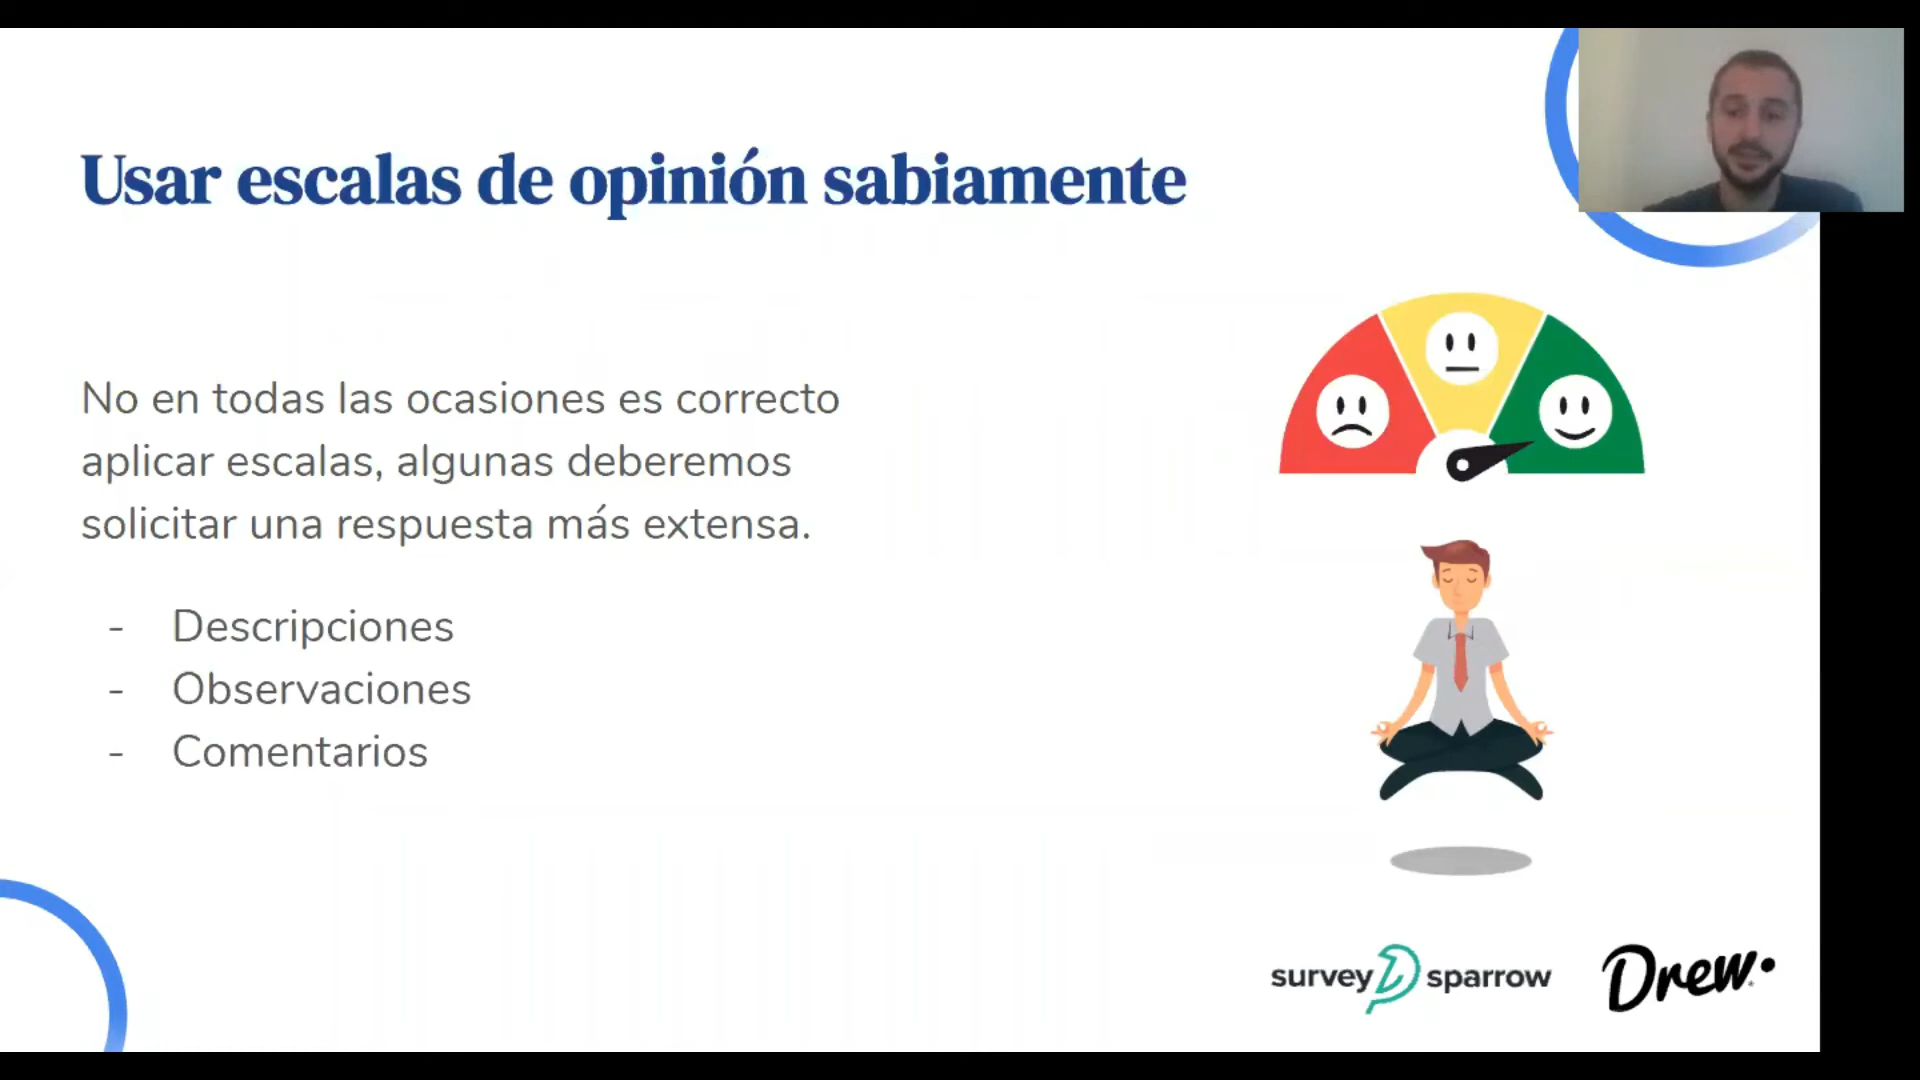 Usar escalas de opinión sabiamente
No en todas las ocasiones es correcto
aplicar escalas, algunas deberemos
solicitar una respuesta más extensa.
- Descripciones
- Observaciones
- Comentarios
survey sparrow
Drew